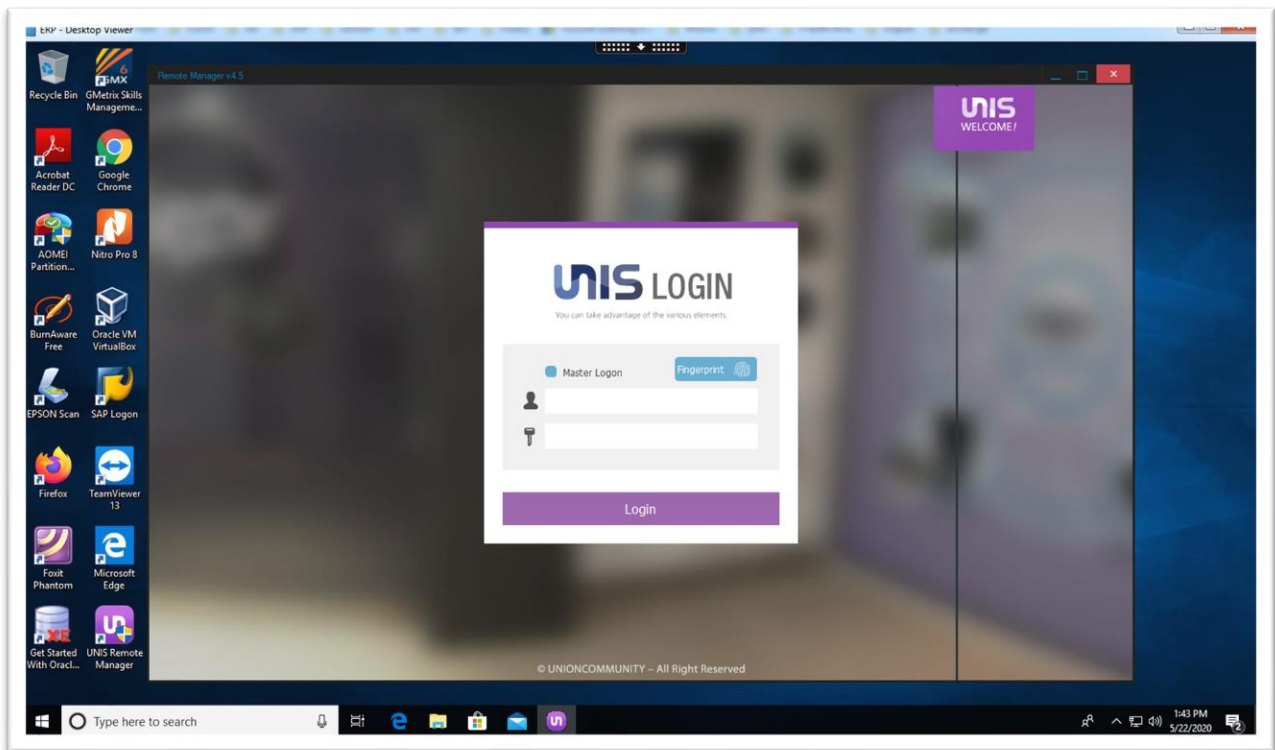 ERP - Desktop Viewer
Remote Manager v4.5
Recycle Bin
GMX
GMetrix Skills
Manageme...
Acrobat
Reader DC
Google
Chrome
AOMEI
Partition...
Nitro Pro 8
BurnAware
Free
Oracle VM
VirtualBox
EPSON Scan
SAP Logon
Firefox
TeamViewer
13
Foxit
Phantom
Microsoft
Edge
XE
Get Started
With Oracl...
UNIS Remote
Manager
UNIS
WELCOME!
UNIS LOGIN
You can take advantage of the various elements.
Master Logon
Fingerprint
Login
© UNIONCOMMUNITY – All Right Reserved
Type here to search
1:43 PM
5/22/2020
2